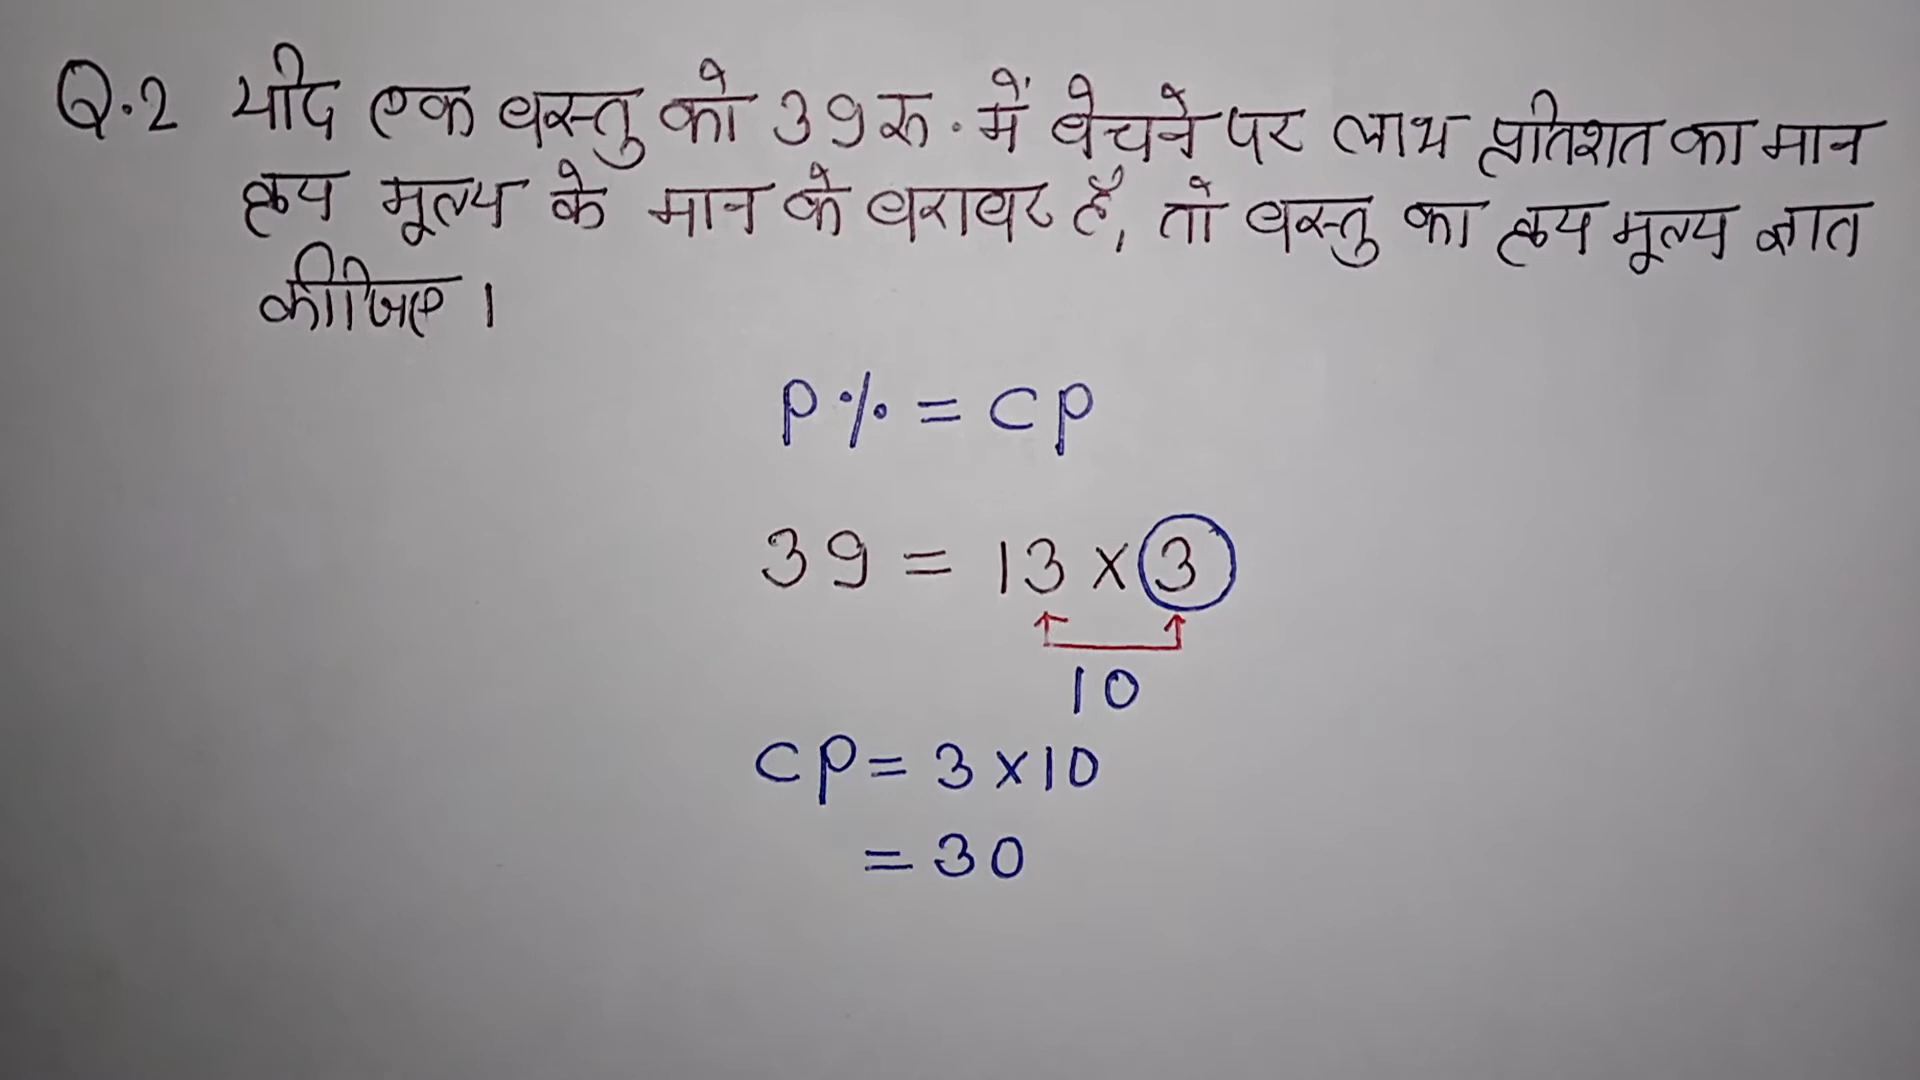 Q.2 यदि एक वस्तु को 39 रु. में बेचने पर लाभ प्रतिशत का मान
क्रय मूल्य के मान के बराबर है, तो वस्तु का क्रय मूल्य ज्ञात
कीजिए।
P% = CP
39 = 13 × 3
10
CP = 3 × 10
= 30